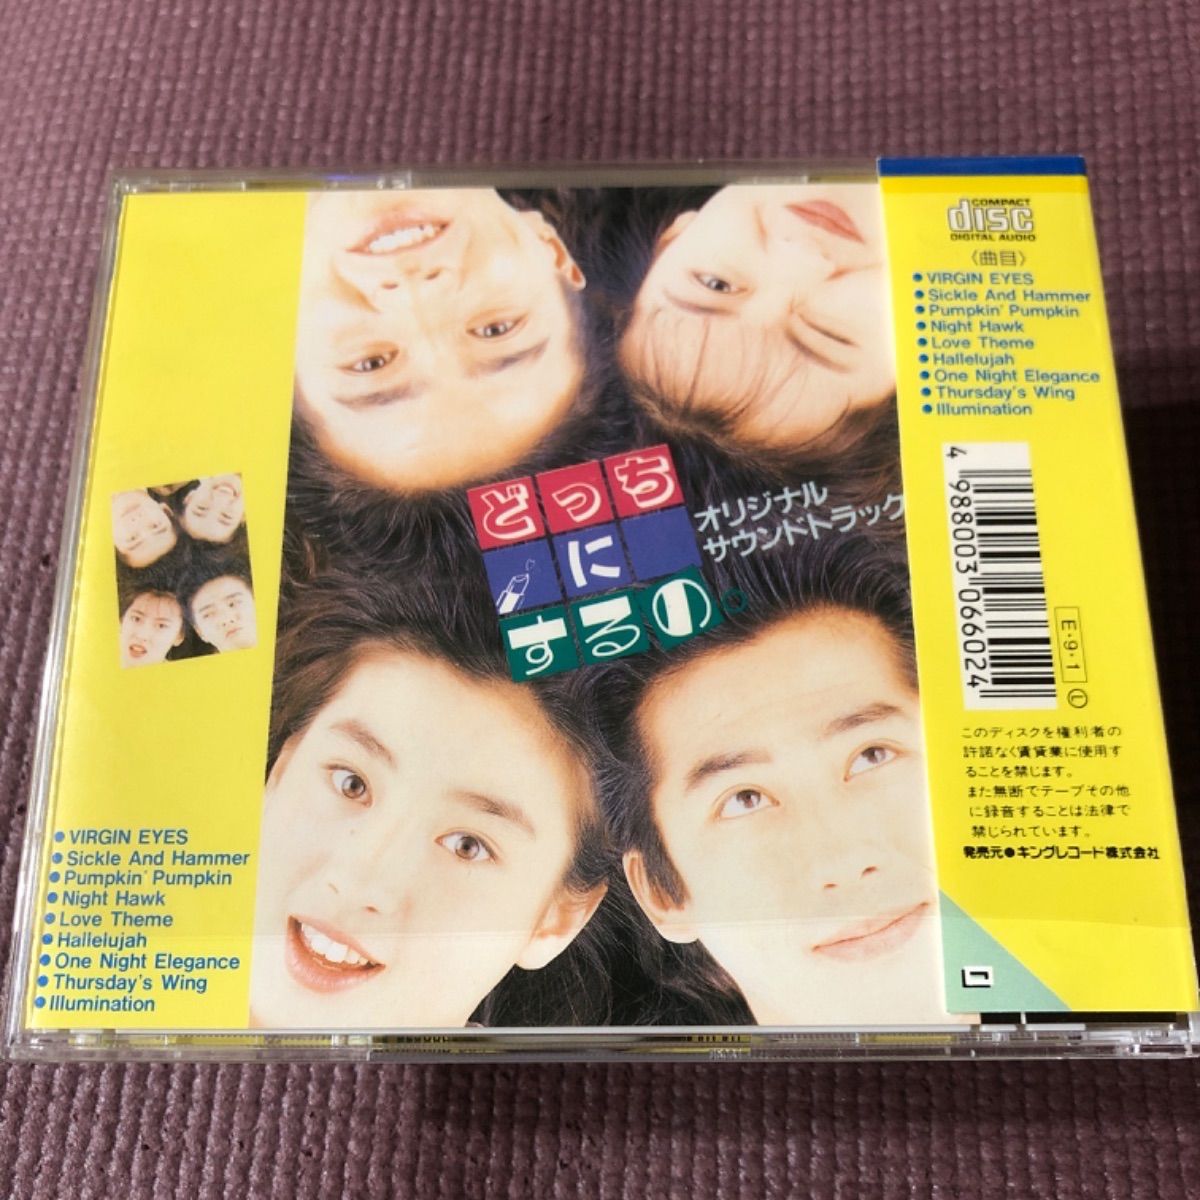 どっち
に
するの。
オリジナル
サウンドトラック
VIRGIN EYES
Sickle And Hammer
Pumpkin' Pumpkin
Night Hawk
Love Theme
Hallelujah
One Night Elegance
Thursday's Wing
Illumination
COMPACT
disc
DIGITAL AUDIO
〈曲目〉
VIRGIN EYES
Sickle And Hammer
Pumpkin' Pumpkin
Night Hawk
Love Theme
Hallelujah
One Night Elegance
Thursday's Wing
Illumination
4 988003 066024
E・9・1
Ⓛ
このディスクを権利者の
許諾なく賃貸業に使用す
ることを禁じます。
また無断でテープその他
に録音することは法律で
禁じられています。
発売元●キングレコード株式会社